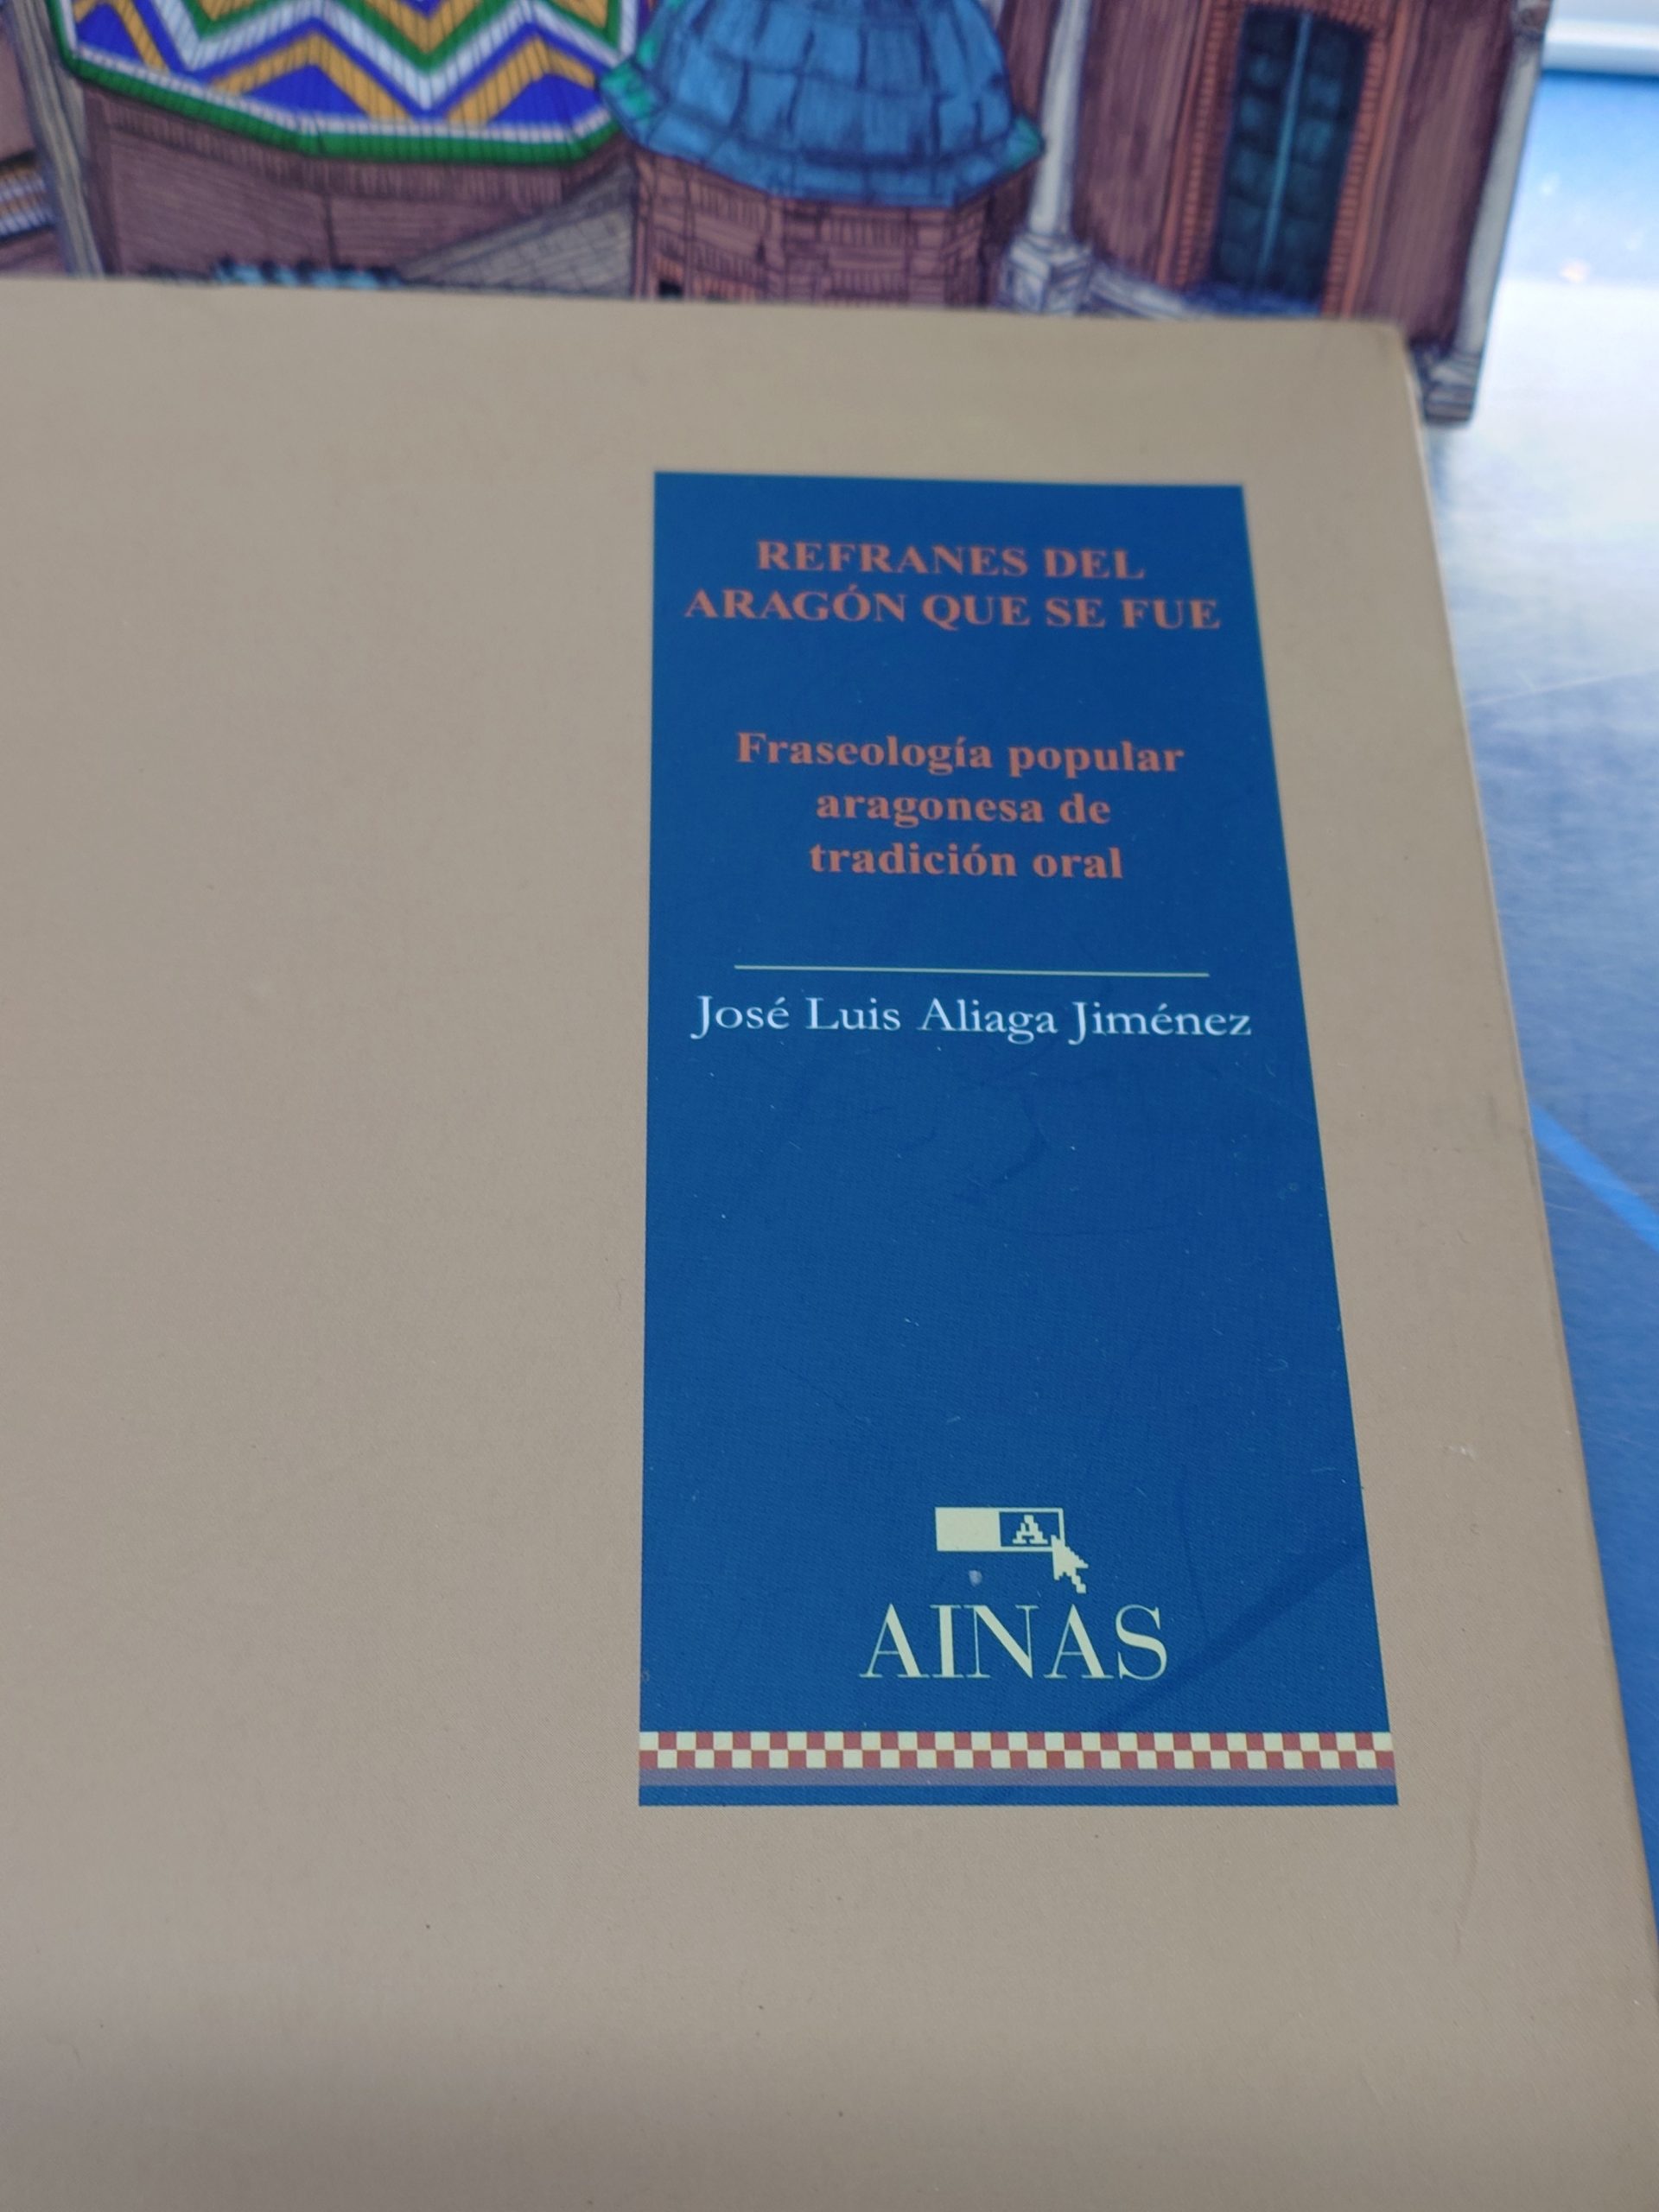 REFRANES DEL
ARAGÓN QUE SE FUE
Fraseología popular
aragonesa de
tradición oral
José Luis Aliaga Jiménez
A
AINAS